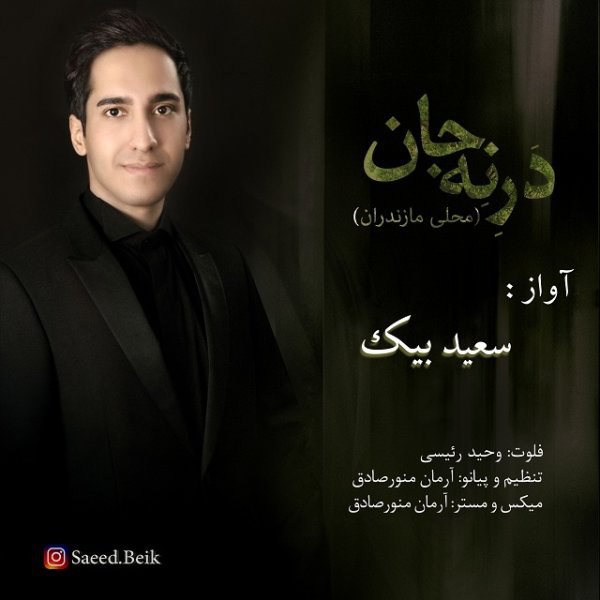 دَرِنِه جان
(محلی مازندران)
آواز :
سعید بیک
فلوت: وحید رئیسی
تنظیم و پیانو: آرمان منورصادق
میکس و مستر: آرمان منورصادق
Saeed.Beik